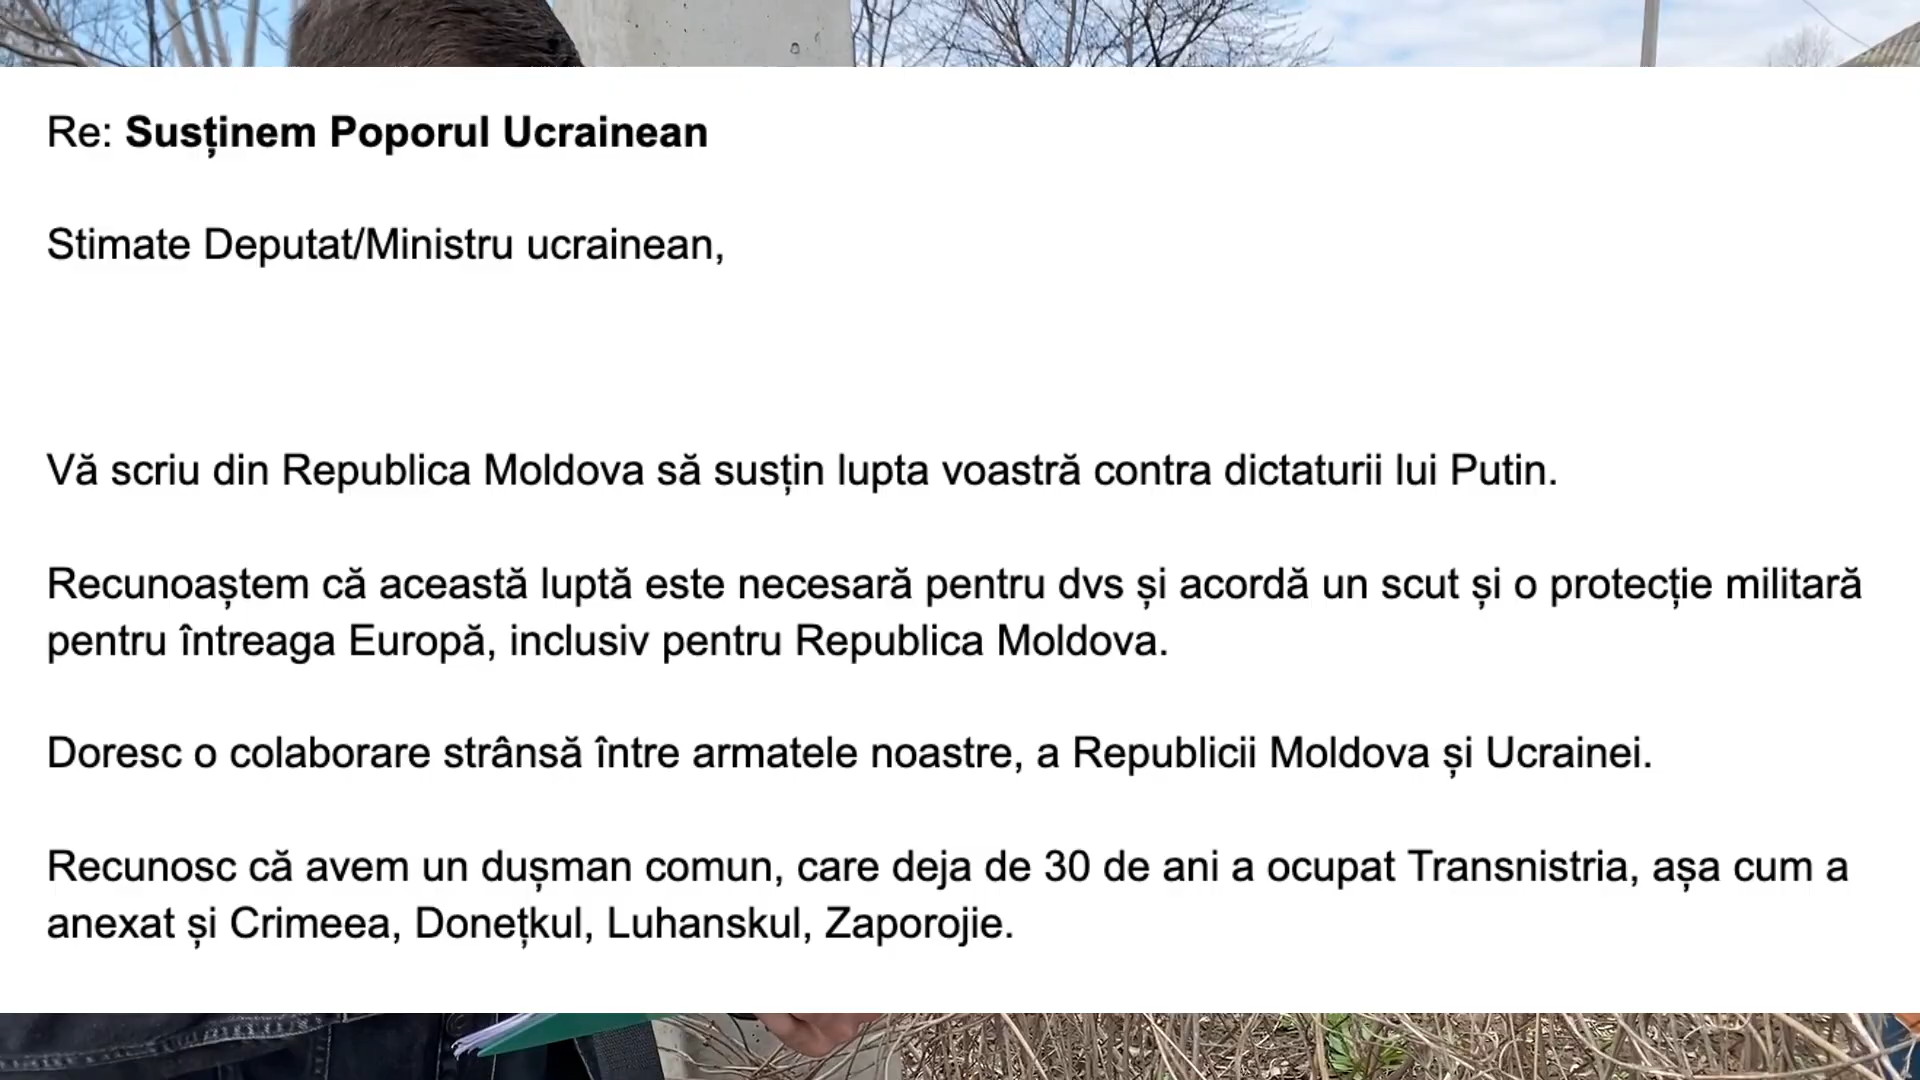 Re: Susținem Poporul Ucrainean
Stimate Deputat/Ministru ucrainean,
Vă scriu din Republica Moldova să susțin lupta voastră contra dictaturii lui Putin.
Recunoaștem că această luptă este necesară pentru dvs și acordă un scut și o protecție militară
pentru întreaga Europă, inclusiv pentru Republica Moldova.
Doresc o colaborare strânsă între armatele noastre, a Republicii Moldova și Ucrainei.
Recunosc că avem un dușman comun, care deja de 30 de ani a ocupat Transnistria, așa cum a
anexat și Crimeea, Donețkul, Luhanskul, Zaporojie.